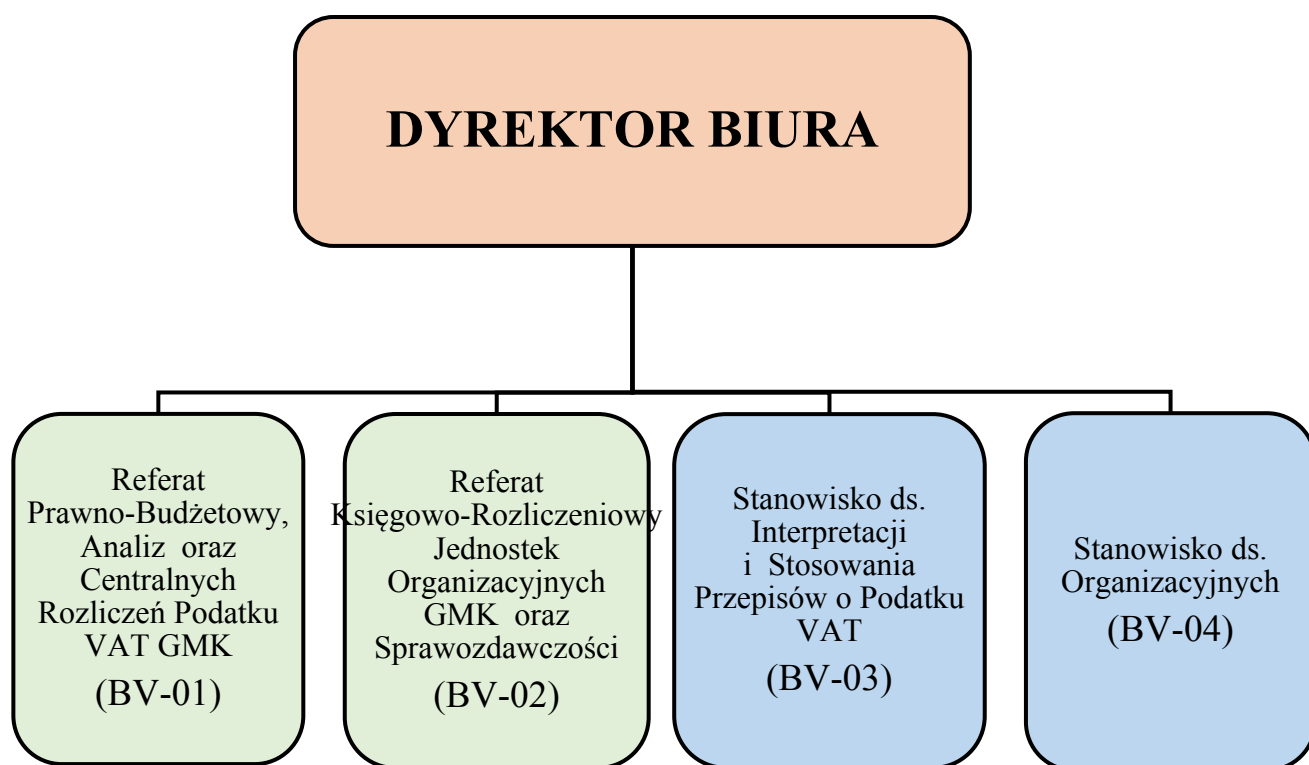 DYREKTOR BIURA
Referat
Prawno-Budżetowy,
Analiz oraz
Centralnych
Rozliczeń Podatku
VAT GMK
(BV-01)
Referat
Księgowo-Rozliczeniowy
Jednostek
Organizacyjnych
GMK oraz
Sprawozdawczości
(BV-02)
Stanowisko ds.
Interpretacji
i Stosowania
Przepisów o Podatku
VAT
(BV-03)
Stanowisko ds.
Organizacyjnych
(BV-04)